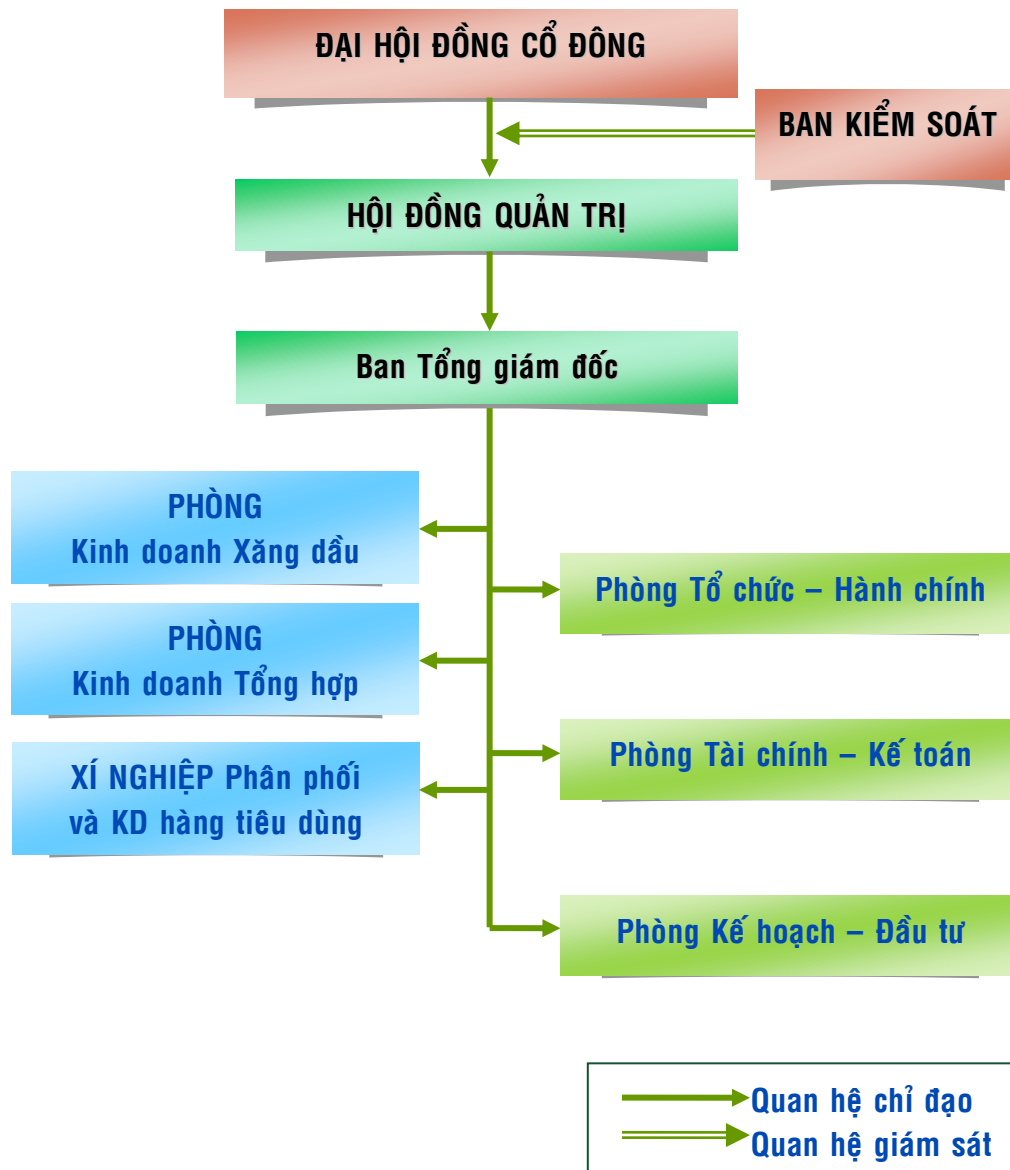 ĐẠI HỘI ĐỒNG CỔ ĐÔNG
BAN KIỂM SOÁT
HỘI ĐỒNG QUẢN TRỊ
Ban Tổng giám đốc
PHÒNG
Kinh doanh Xăng dầu
Phòng Tổ chức – Hành chính
PHÒNG
Kinh doanh Tổng hợp
Phòng Tài chính – Kế toán
XÍ NGHIỆP Phân phối
và KD hàng tiêu dùng
Phòng Kế hoạch – Đầu tư
Quan hệ chỉ đạo
Quan hệ giám sát